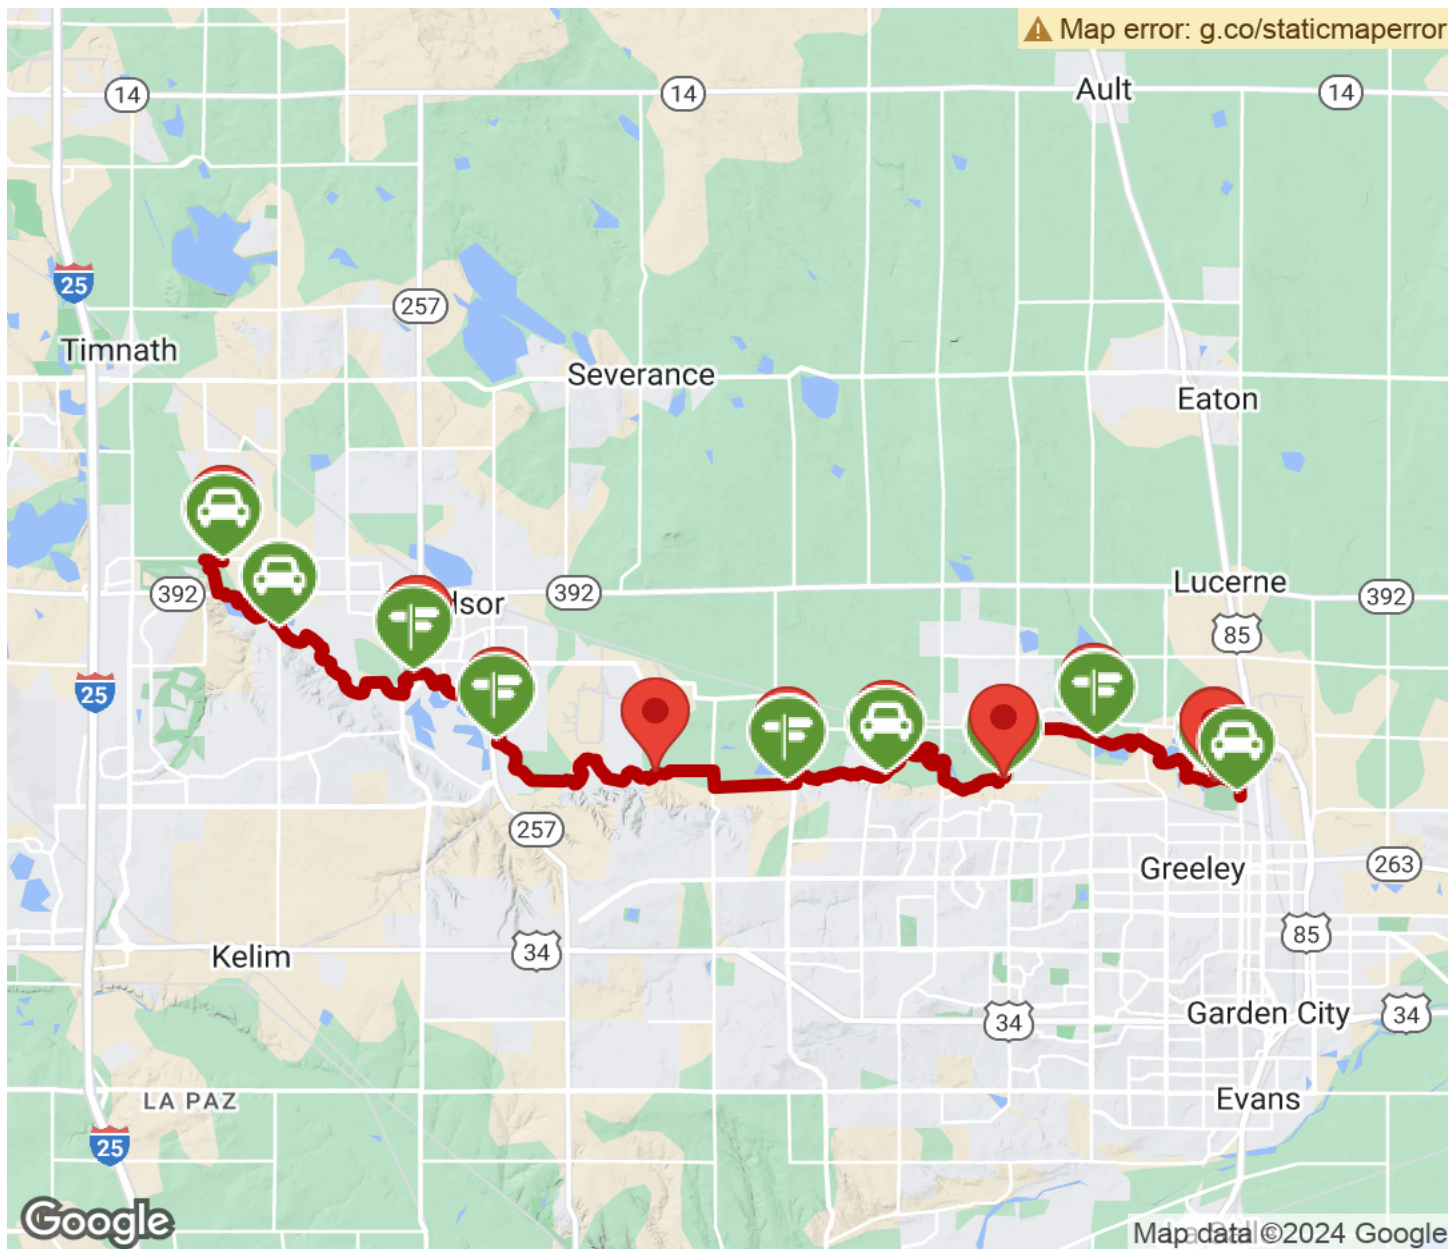 Map error: g.co/staticmaperror
14
14
Ault
14
25
257
Timnath
Severance
Eaton
392
dsor
392
Lucerne
392
85
25
257
Greeley
263
85
Kelim
34
Garden City
34
34
LA PAZ
Evans
25
Google
Map data ©2024 Google